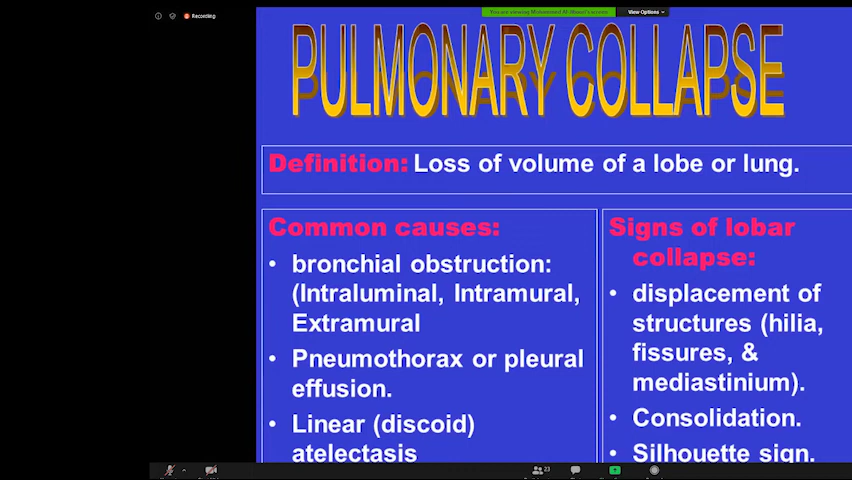 Recording
You are viewing Mohammed Al-
View Options
PULMONARY COLLAPSE
Definition: Loss of volume of a lobe or lung.
Common causes:
• bronchial obstruction:
(Intraluminal, Intramural,
Extramural
• Pneumothorax or pleural
effusion.
• Linear (discoid)
atelectasis
Signs of lobar
collapse:
• displacement of
structures (hilia,
fissures, &
mediastinium).
• Consolidation.
• Silhouette sign.
23